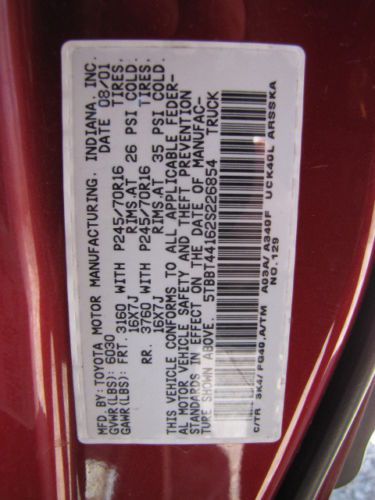 MFD BY: TOYOTA MOTOR MANUFACTURING, INDIANA, INC.
GVWR(LBS): 6030 DATE 08/01
GAWR(LBS): FRT. 3160 WITH P245/70R16 TIRES,
16X7J RIMS.AT 26 PSI COLD.
RR. 3760 WITH P245/70R16 TIRES,
16X7J RIMS.AT 35 PSI COLD.
THIS VEHICLE CONFORMS TO ALL APPLICABLE FEDER-
AL MOTOR VEHICLE SAFETY AND THEFT PREVENTION
STANDARDS IN EFFECT ON THE DATE OF MANUFAC-
TURE SHOWN ABOVE.
5TBBT44162S226854 TRUCK
C/TR 3K4/ FG49,A/TM A03A/ A340F UCK40L ARSSKA
NO.129